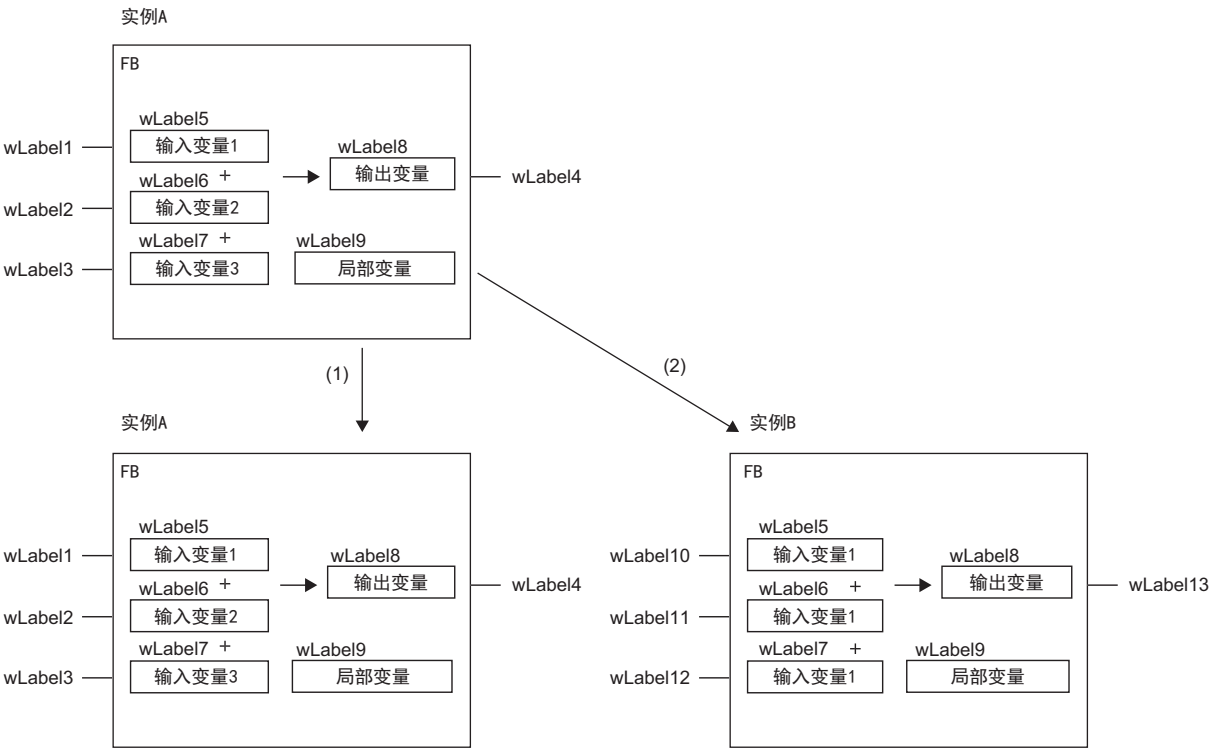 实例A
FB
wLabel5
wLabel1
输入变量1
wLabel8
wLabel6 +
输出变量
wLabel4
wLabel2
输入变量2
wLabel7 +
wLabel9
wLabel3
输入变量3
局部变量
(1)
(2)
实例A
FB
wLabel5
wLabel1
输入变量1
wLabel8
wLabel6 +
输出变量
wLabel4
wLabel2
输入变量2
wLabel7 +
wLabel9
wLabel3
输入变量3
局部变量
实例B
FB
wLabel5
wLabel10
输入变量1
wLabel8
wLabel6 +
输出变量
wLabel13
wLabel11
输入变量1
wLabel7 +
wLabel9
wLabel12
输入变量1
局部变量